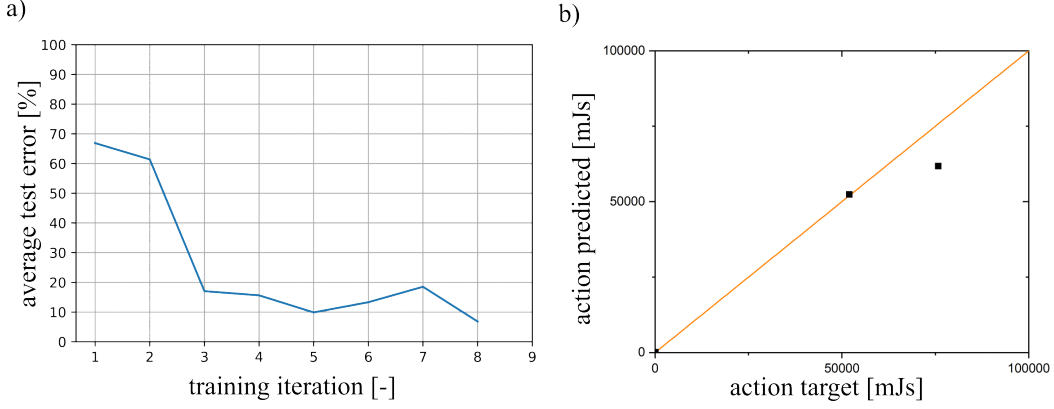 a)
100
90
80
70
60
50
40
30
20
10
0
average test error [%]
1 2 3 4 5 6 7 8 9
training iteration [-]
b)
100000
50000
0
action predicted [mJs]
0 50000 100000
action target [mJs]